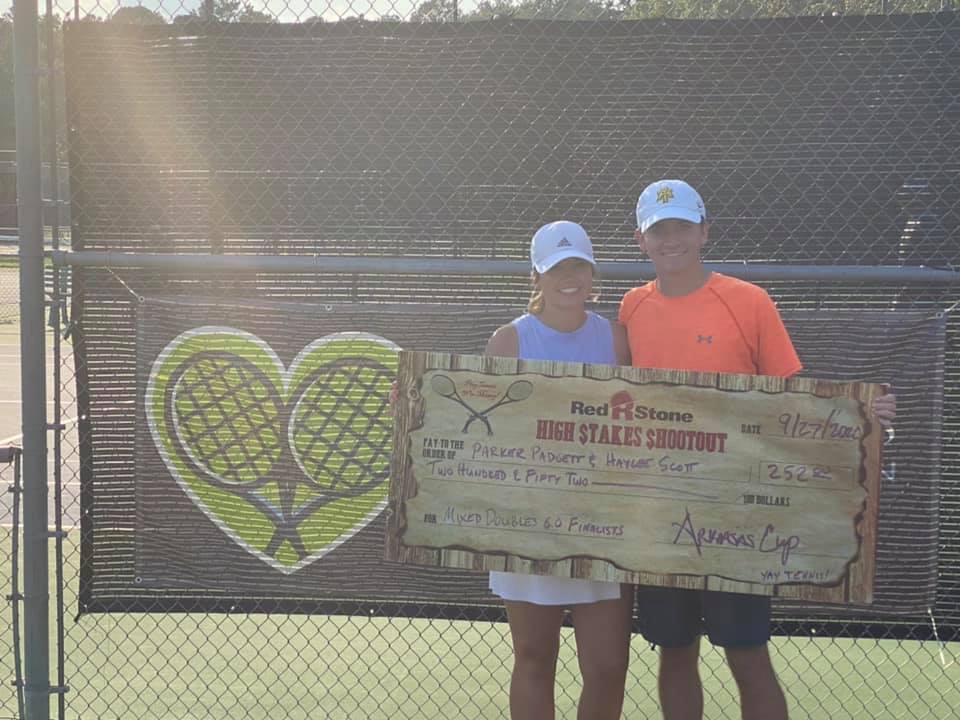 Red R Stone
HIGH $TAKES $HOOTOUT
DATE 9/27/2020
PAY TO THE
ORDER OF PARKER PADGETT & HAYLEE SCOTT
252
TWO HUNDRED & FIFTY TWO
100 DOLLARS
FOR MIXED DOUBLES 6.0 FINALISTS
ARKANSAS CUP
YAY TENNIS!